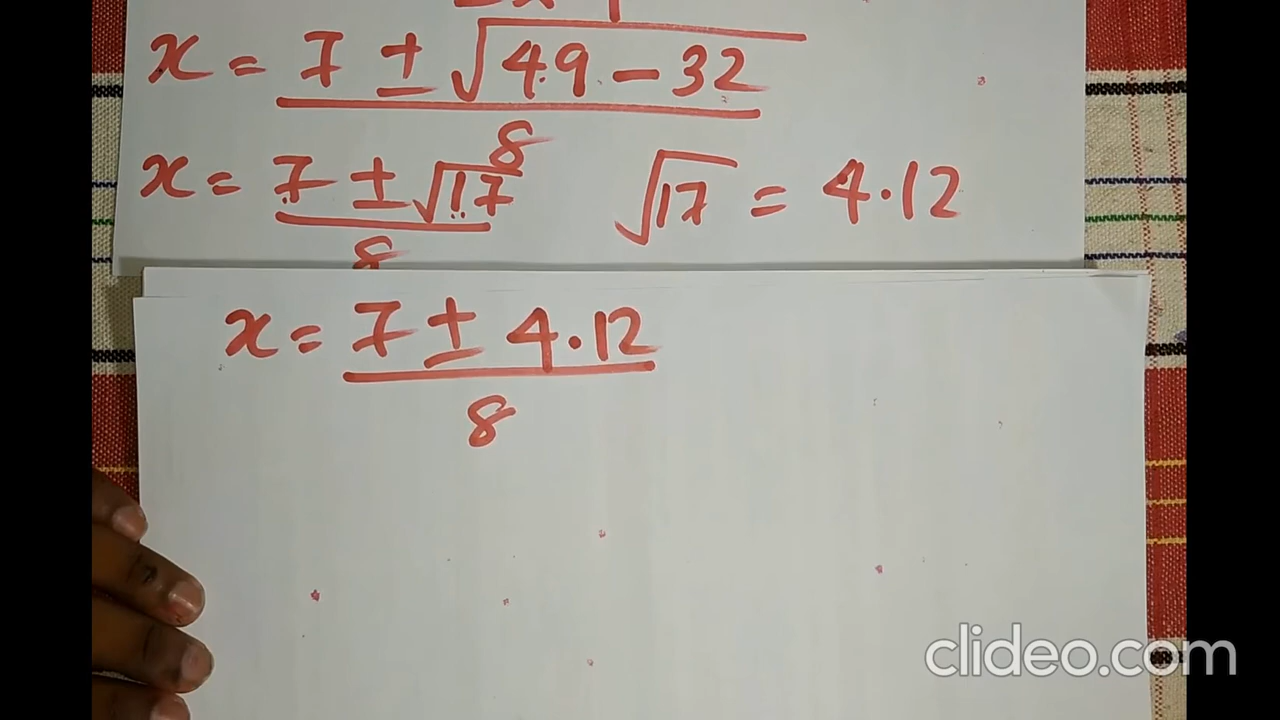 x = 7 ± √49 - 32
8
x = 7 ± √17 √17 = 4.12
8
x = 7 ± 4.12
8
clideo.com